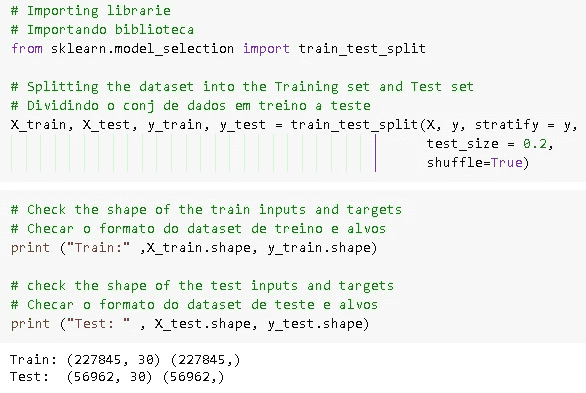 # Importing librarie
# Importando biblioteca
from sklearn.model_selection import train_test_split
# Splitting the dataset into the Training set and Test set
# Dividindo o conj de dados em treino a teste
X_train, X_test, y_train, y_test = train_test_split(X, y, stratify = y,
test_size = 0.2,
shuffle=True)
# Check the shape of the train inputs and targets
# Checar o formato do dataset de treino e alvos
print ("Train:" ,X_train.shape, y_train.shape)
# check the shape of the test inputs and targets
# Checar o formato do dataset de teste e alvos
print ("Test: " , X_test.shape, y_test.shape)
Train: (227845, 30) (227845,)
Test:  (56962, 30) (56962,)